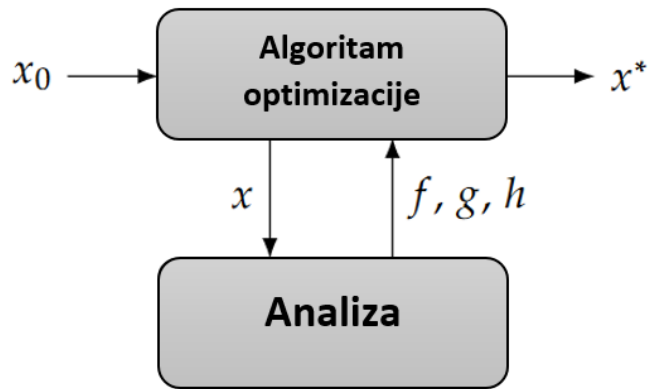 x₀
Algoritam
optimizacije
x*
x
f, g, h
Analiza